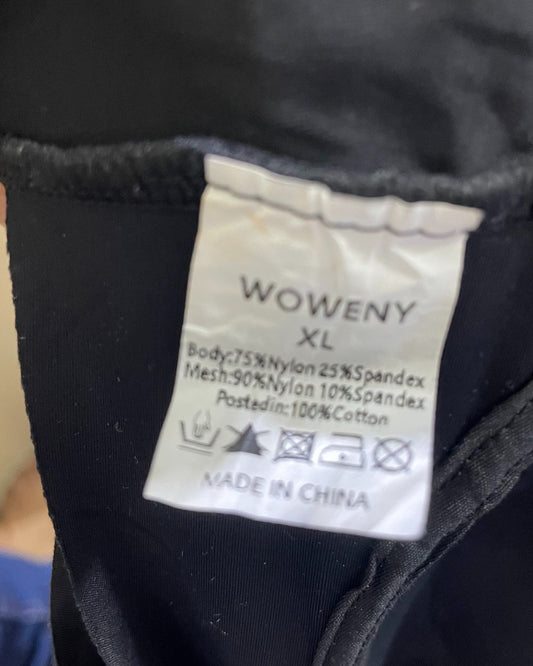 WOWENY
XL
Body:75%Nylon 25%Spandex
Mesh:90%Nylon 10%Spandex
Postedin:100%Cotton
MADE IN CHINA